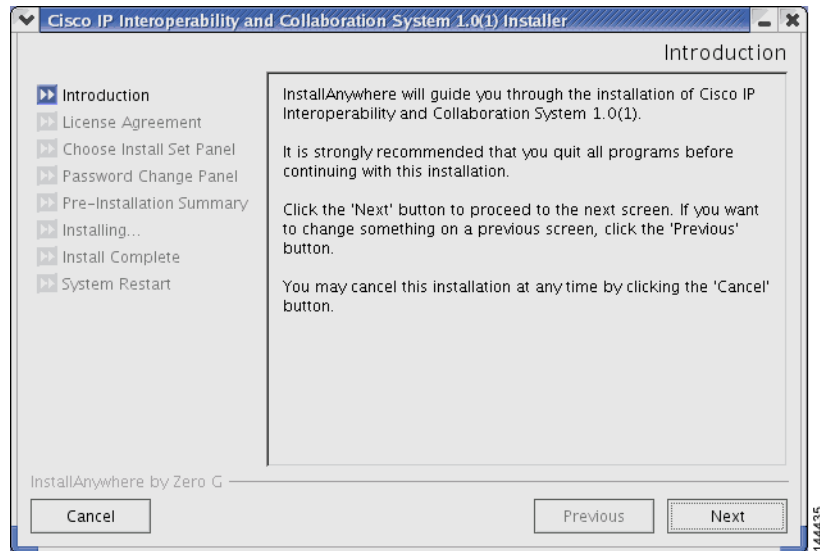 Cisco IP Interoperability and Collaboration System 1.0(1) Installer
Introduction
Introduction
License Agreement
Choose Install Set Panel
Password Change Panel
Pre-Installation Summary
Installing...
Install Complete
System Restart
InstallAnywhere will guide you through the installation of Cisco IP
Interoperability and Collaboration System 1.0(1).
It is strongly recommended that you quit all programs before
continuing with this installation.
Click the 'Next' button to proceed to the next screen. If you want
to change something on a previous screen, click the 'Previous'
button.
You may cancel this installation at any time by clicking the 'Cancel'
button.
InstallAnywhere by Zero G
Cancel
Previous
Next
144435